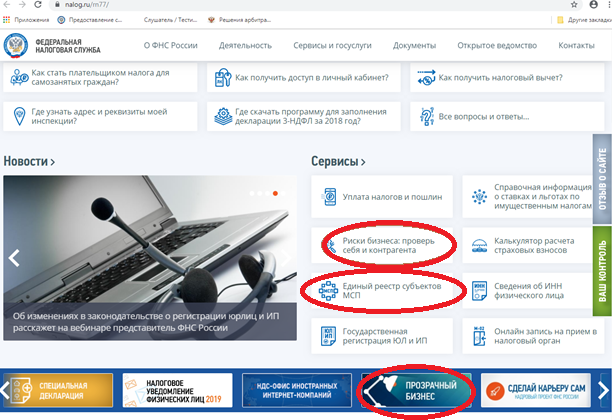 nalog.ru/rn77/
Приложения
Предоставление с...
Слушатель / Тести...
Решения арбитра...
Другие закладки
ФЕДЕРАЛЬНАЯ
НАЛОГОВАЯ СЛУЖБА
О ФНС России
Деятельность
Сервисы и госуслуги
Документы
Открытое ведомство
Контакты
Как стать плательщиком налога для
самозанятых граждан?
Как получить доступ в личный кабинет?
Как получить налоговый вычет?
Где узнать адрес и реквизиты моей
инспекции?
Где скачать программу для заполнения
декларации 3-НДФЛ за 2018 год?
Все вопросы и ответы...
Новости >
Об изменениях в законодательстве о регистрации юрлиц и ИП
расскажет на вебинаре представитель ФНС России
Сервисы >
Уплата налогов и пошлин
Справочная информация
о ставках и льготах по
имущественным налогам
Риски бизнеса: проверь
себя и контрагента
Калькулятор расчета
страховых взносов
МСП
Единый реестр субъектов
МСП
ИНН
Сведения об ИНН
физического лица
ЮЛ
ИП
Государственная
регистрация ЮЛ и ИП
Онлайн запись на прием в
налоговый орган
ОТЗЫВ О САЙТЕ
ВАШ КОНТРОЛЬ
СПЕЦИАЛЬНАЯ
ДЕКЛАРАЦИЯ
НАЛОГОВОЕ
УВЕДОМЛЕНИЕ
ФИЗИЧЕСКИХ ЛИЦ 2019
НДС-ОФИС ИНОСТРАННЫХ
ИНТЕРНЕТ-КОМПАНИЙ
ПРОЗРАЧНЫЙ
БИЗНЕС
СДЕЛАЙ КАРЬЕРУ САМ
КАДРОВЫЙ ПРОЕКТ ФНС РОССИИ